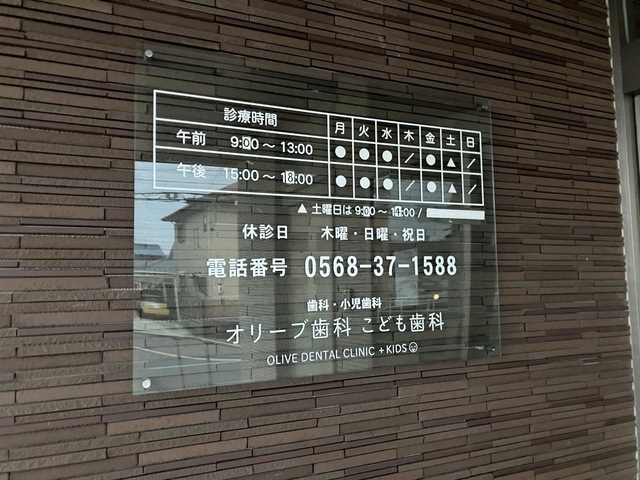 診療時間 月 火 水 木 金 土 日
午前 9:00 ~ 13:00 ● ● ● / ● ▲ /
午後 15:00 ~ 18:00 ● ● ● / ● ▲ /
▲ 土曜日は 9:00 ~ 14:00 /
休診日 木曜・日曜・祝日
電話番号 0568-37-1588
歯科・小児歯科
オリーブ歯科 こども歯科
OLIVE DENTAL CLINIC + KIDS